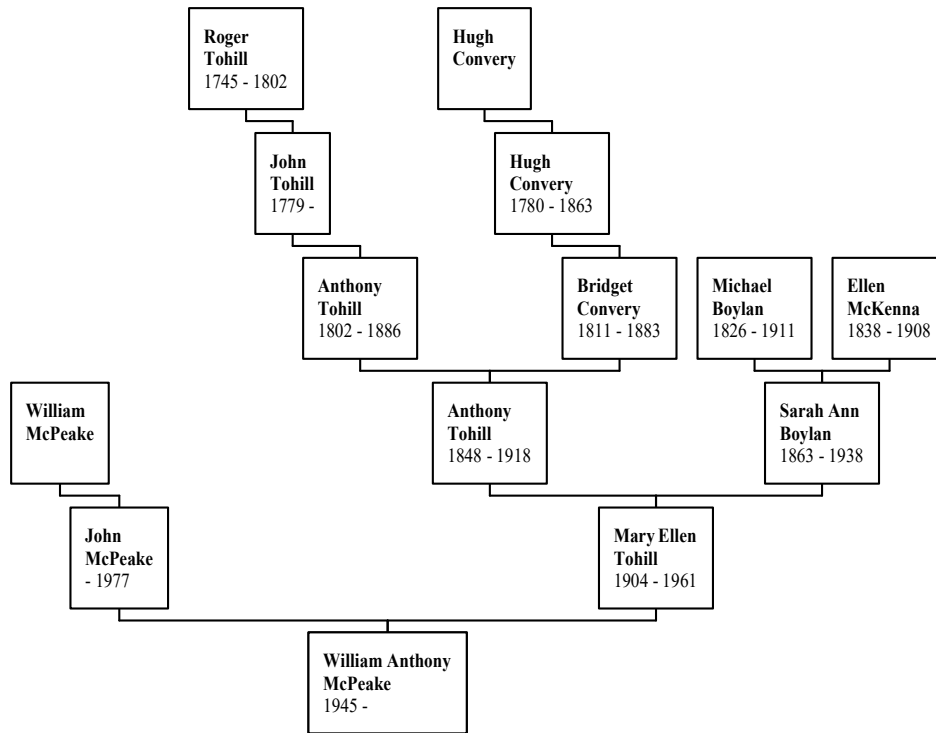 Roger
Tohill
1745 - 1802
Hugh
Convery
John
Tohill
1779 -
Hugh
Convery
1780 - 1863
Anthony
Tohill
1802 - 1886
Bridget
Convery
1811 - 1883
Michael
Boylan
1826 - 1911
Ellen
McKenna
1838 - 1908
William
McPeake
Anthony
Tohill
1848 - 1918
Sarah Ann
Boylan
1863 - 1938
John
McPeake
- 1977
Mary Ellen
Tohill
1904 - 1961
William Anthony
McPeake
1945 -